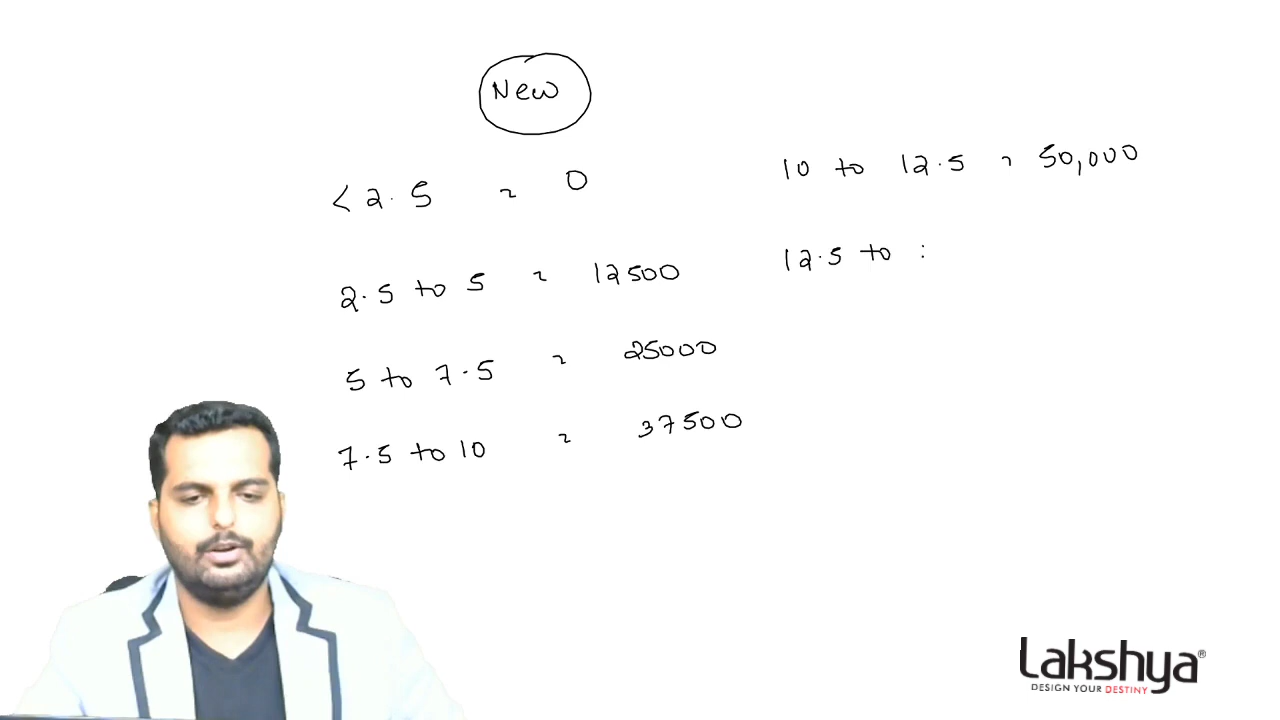 New
< 2.5 = 0
2.5 to 5 = 12500
5 to 7.5 = 25000
7.5 to 10 = 37500
10 to 12.5 = 50,000
12.5 to :
Lakshya®
DESIGN YOUR DESTINY